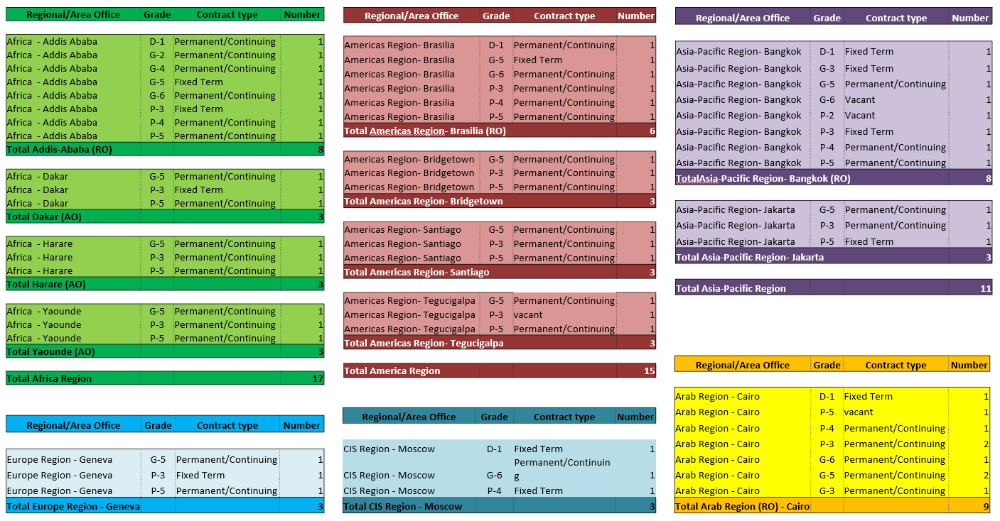 Regional/Area Office Grade Contract type Number
Africa - Addis Ababa D-1 Permanent/Continuing 1
Africa - Addis Ababa G-2 Permanent/Continuing 1
Africa - Addis Ababa G-4 Permanent/Continuing 1
Africa - Addis Ababa G-5 Fixed Term 1
Africa - Addis Ababa G-6 Permanent/Continuing 1
Africa - Addis Ababa P-3 Fixed Term 1
Africa - Addis Ababa P-4 Permanent/Continuing 1
Africa - Addis Ababa P-5 Permanent/Continuing 1
Total Addis-Ababa (RO) 8
Africa - Dakar G-5 Permanent/Continuing 1
Africa - Dakar P-3 Fixed Term 1
Africa - Dakar P-5 Permanent/Continuing 1
Total Dakar (AO) 3
Africa - Harare G-5 Permanent/Continuing 1
Africa - Harare P-3 Permanent/Continuing 1
Africa - Harare P-5 Permanent/Continuing 1
Total Harare (AO) 3
Africa - Yaounde G-5 Permanent/Continuing 1
Africa - Yaounde P-3 Permanent/Continuing 1
Africa - Yaounde P-5 Permanent/Continuing 1
Total Yaounde (AO) 3
Total Africa Region 17
Regional/Area Office Grade Contract type Number
Europe Region - Geneva G-5 Permanent/Continuing 1
Europe Region - Geneva P-3 Fixed Term 1
Europe Region - Geneva P-5 Permanent/Continuing 1
Total Europe Region - Geneva 3
Regional/Area Office Grade Contract type Number
Americas Region- Brasilia D-1 Permanent/Continuing 1
Americas Region- Brasilia G-5 Fixed Term 1
Americas Region- Brasilia G-6 Permanent/Continuing 1
Americas Region- Brasilia P-3 Permanent/Continuing 1
Americas Region- Brasilia P-4 Permanent/Continuing 1
Americas Region- Brasilia P-5 Permanent/Continuing 1
Total Americas Region- Brasilia (RO) 6
Americas Region- Bridgetown G-5 Permanent/Continuing 1
Americas Region- Bridgetown P-3 Permanent/Continuing 1
Americas Region- Bridgetown P-5 Permanent/Continuing 1
Total Americas Region- Bridgetown 3
Americas Region- Santiago G-5 Permanent/Continuing 1
Americas Region- Santiago P-3 Permanent/Continuing 1
Americas Region- Santiago P-5 Permanent/Continuing 1
Total Americas Region- Santiago 3
Americas Region- Tegucigalpa G-5 Permanent/Continuing 1
Americas Region- Tegucigalpa P-3 vacant 1
Americas Region- Tegucigalpa P-5 Permanent/Continuing 1
Total Americas Region- Tegucigalpa 3
Total America Region 15
Regional/Area Office Grade Contract type Number
CIS Region - Moscow D-1 Fixed Term 1
Permanent/Continuin
CIS Region - Moscow G-6 g 1
CIS Region - Moscow P-4 Fixed Term 1
Total CIS Region - Moscow 3
Regional/Area Office Grade Contract type Number
Asia-Pacific Region- Bangkok D-1 Fixed Term 1
Asia-Pacific Region- Bangkok G-3 Fixed Term 1
Asia-Pacific Region- Bangkok G-5 Permanent/Continuing 1
Asia-Pacific Region- Bangkok G-6 Vacant 1
Asia-Pacific Region- Bangkok P-2 Vacant 1
Asia-Pacific Region- Bangkok P-3 Fixed Term 1
Asia-Pacific Region- Bangkok P-4 Permanent/Continuing 1
Asia-Pacific Region- Bangkok P-5 Permanent/Continuing 1
TotalAsia-Pacific Region- Bangkok (RO) 8
Asia-Pacific Region- Jakarta G-5 Permanent/Continuing 1
Asia-Pacific Region- Jakarta P-3 Permanent/Continuing 1
Asia-Pacific Region- Jakarta P-5 Fixed Term 1
Total Asia-Pacific Region- Jakarta 3
Total Asia-Pacific Region 11
Regional/Area Office Grade Contract type Number
Arab Region - Cairo D-1 Fixed Term 1
Arab Region - Cairo P-5 vacant 1
Arab Region - Cairo P-4 Permanent/Continuing 1
Arab Region - Cairo P-3 Permanent/Continuing 2
Arab Region - Cairo G-6 Permanent/Continuing 1
Arab Region - Cairo G-5 Permanent/Continuing 2
Arab Region - Cairo G-3 Permanent/Continuing 1
Total Arab Region (RO) - Cairo 9